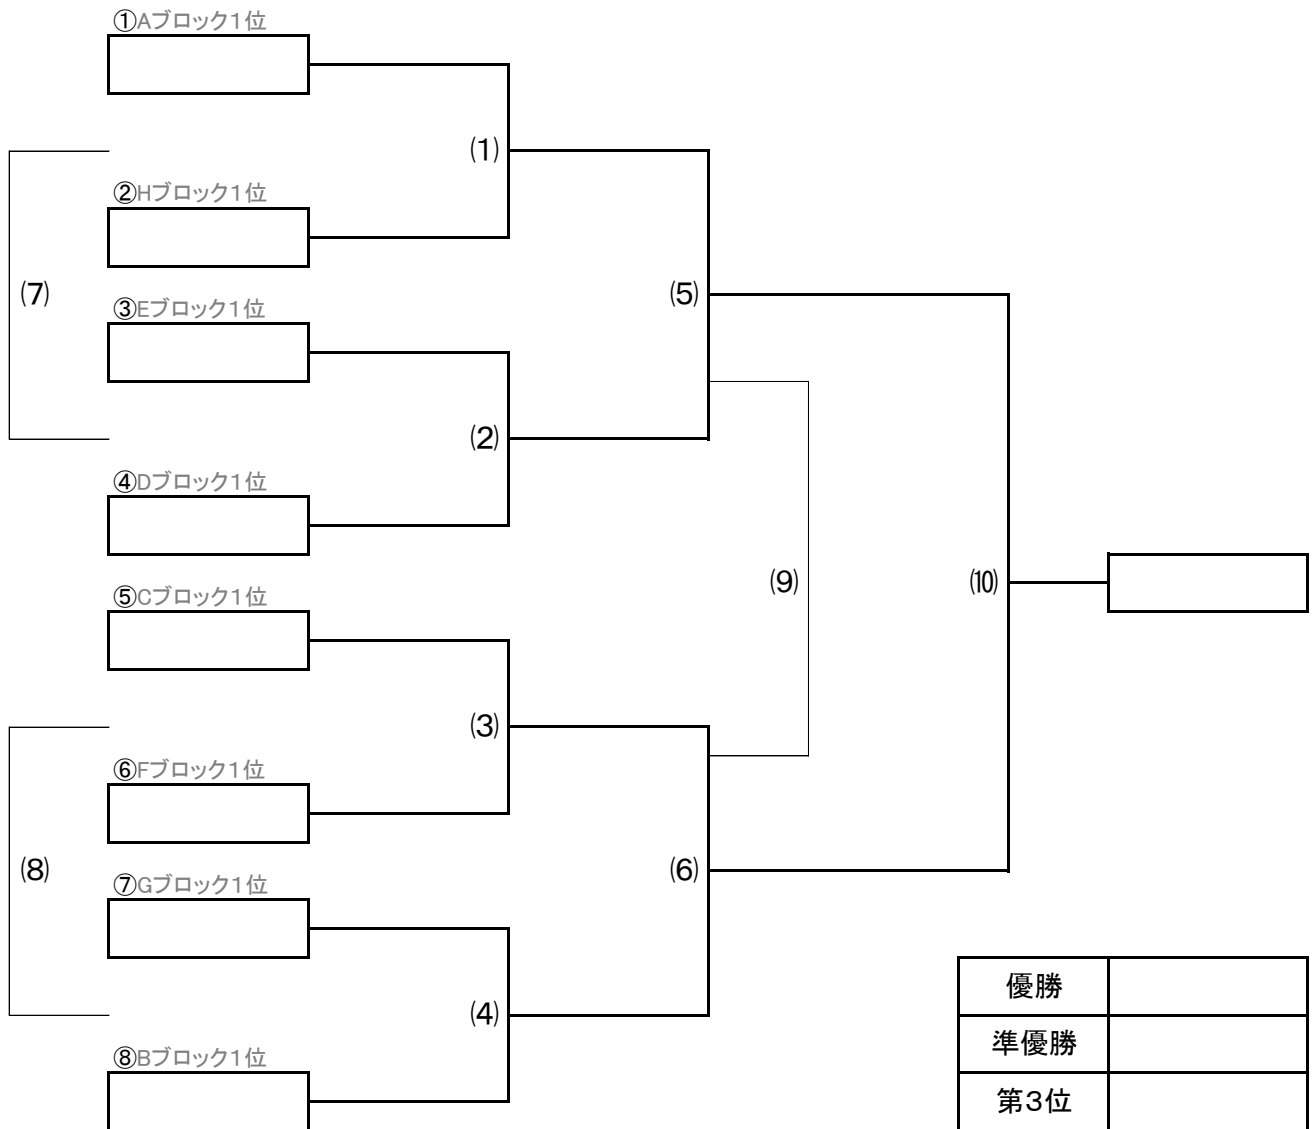 ①Aブロック1位
(1)
②Hブロック1位
(7)
(5)
③Eブロック1位
(2)
④Dブロック1位
(9)
(10)
⑤Cブロック1位
(3)
⑥Fブロック1位
(8)
(6)
⑦Gブロック1位
(4)
⑧Bブロック1位
優勝
準優勝
第3位